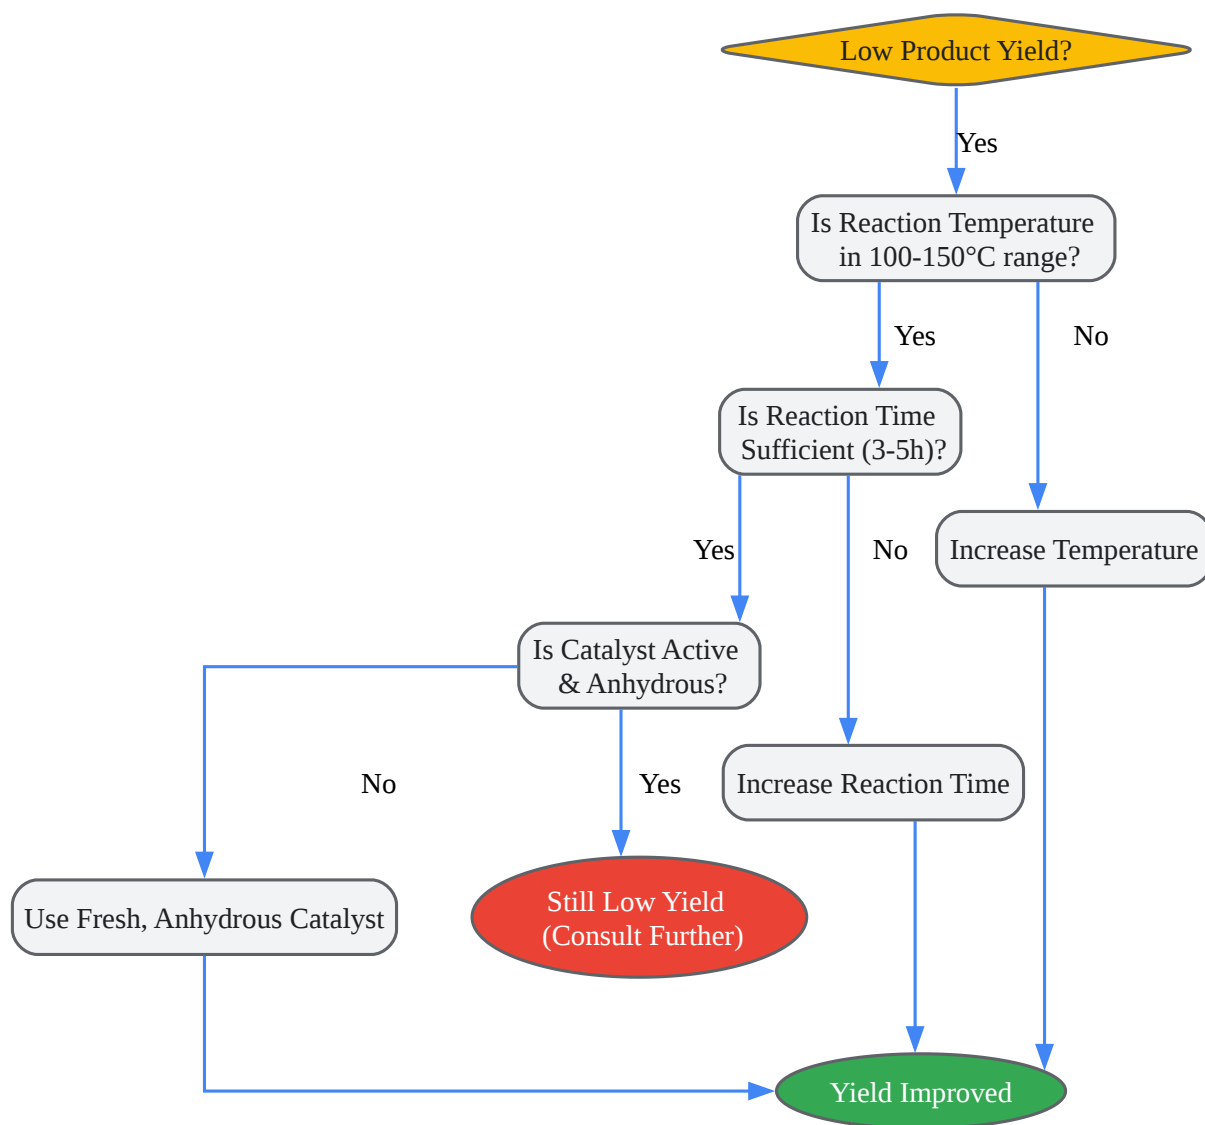 Low Product Yield?
Yes
Is Reaction Temperature
in 100-150°C range?
Yes
No
Is Reaction Time
Sufficient (3-5h)?
Yes
No
Increase Temperature
Is Catalyst Active
& Anhydrous?
No
Yes
Increase Reaction Time
Use Fresh, Anhydrous Catalyst
Still Low Yield
(Consult Further)
Yield Improved